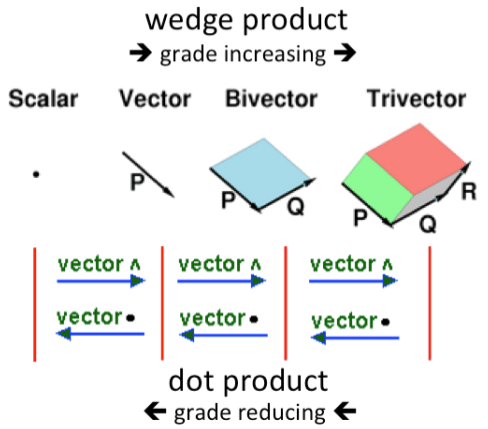 wedge product
→ grade increasing →
Scalar Vector Bivector Trivector
P P Q P Q R
vector ∧ vector ∧ vector ∧
vector • vector • vector •
dot product
← grade reducing ←